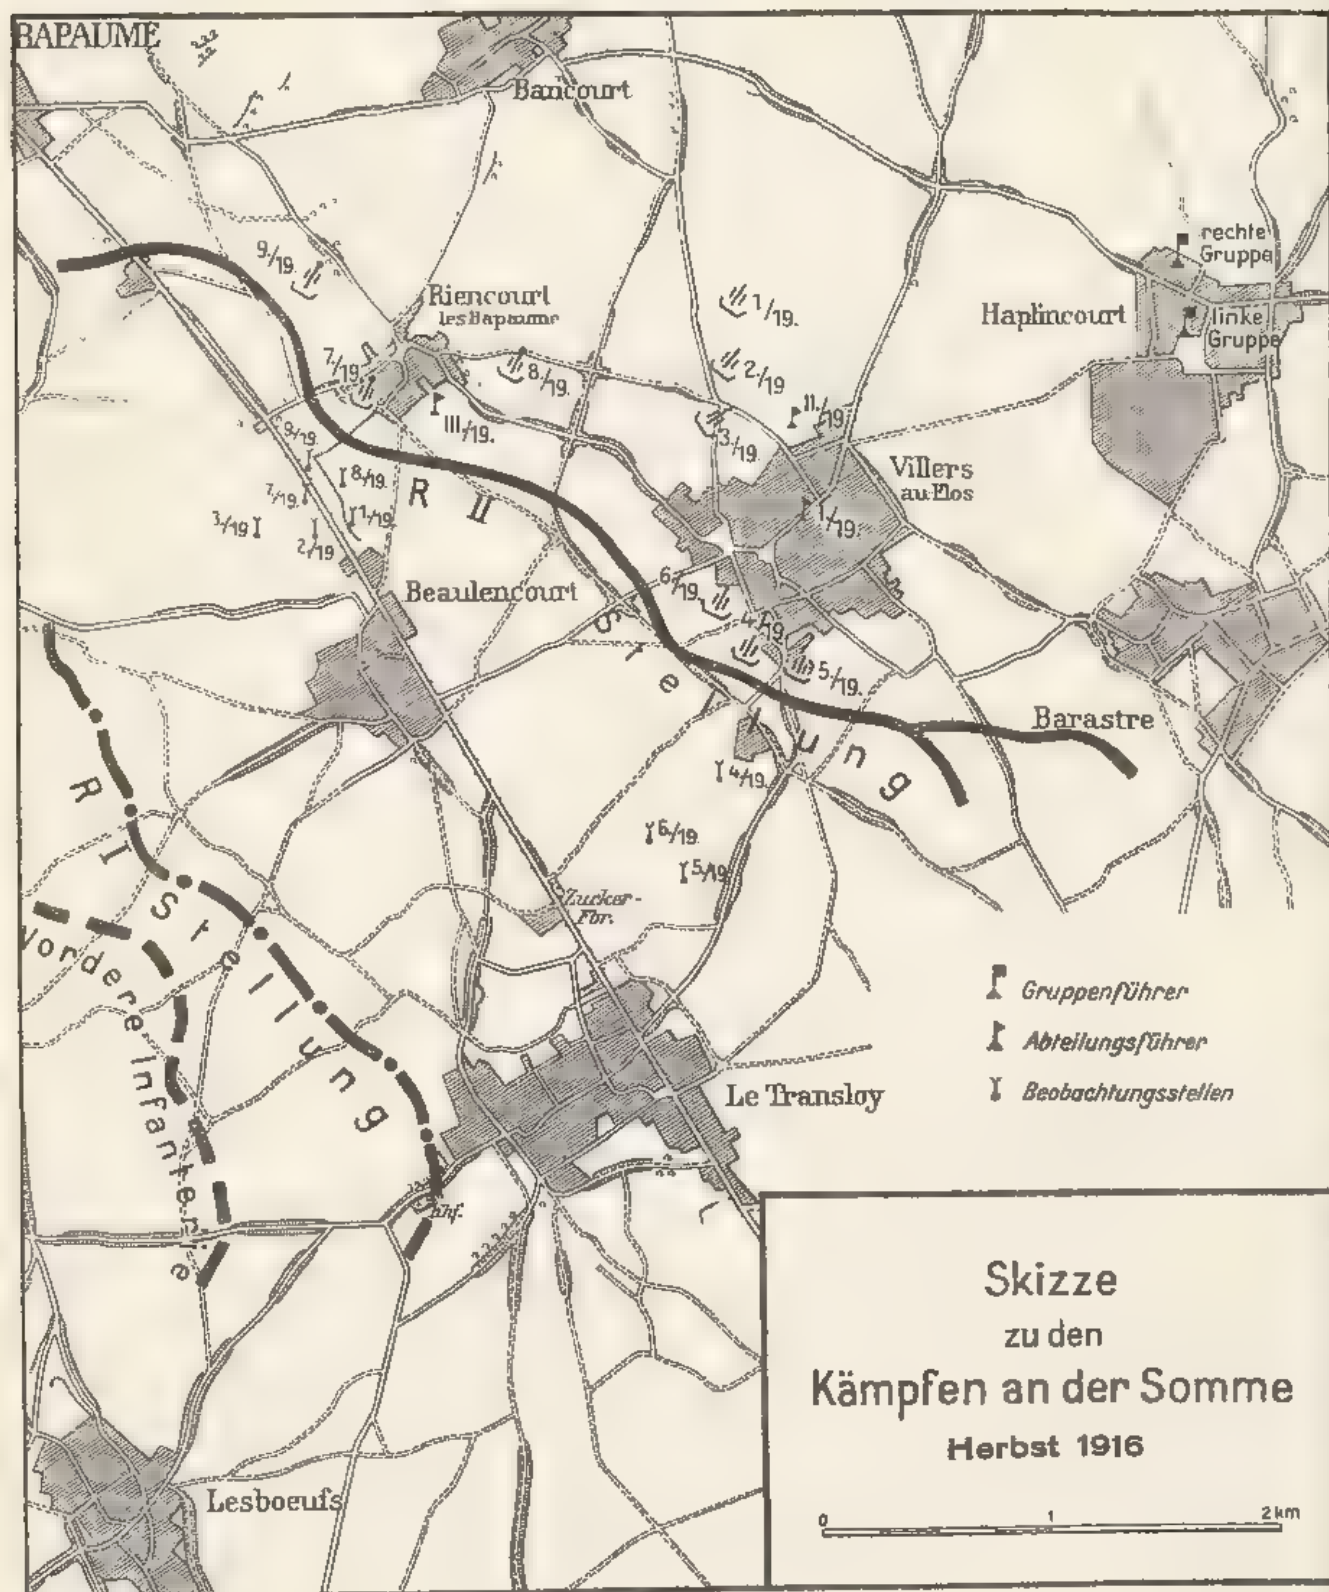 BAPAUME
Bancourt
rechte
Gruppe
9./19.
Riencourt
les Bapaume
1/19.
Haplincourt
linke
Gruppe
7./19
8/19.
2/19
III./19.
3/19.
II./19
9/19.
8/19.
Villers
au Flos
R II Stellung
7/19.
1/19.
3/19
2/19
I/19.
Beaulencourt
6/19.
4/19.
5/19.
Barastre
4/19.
R I Stellung
6/19.
5/19
Zucker-
Fbr.
Vordere Infanterie
Gruppenführer
Abteilungsführer
Beobachtungsstellen
Le Transloy
Bhf.
Skizze
zu den
Kämpfen an der Somme
Herbst 1916
Lesboeufs
0 1 2 km